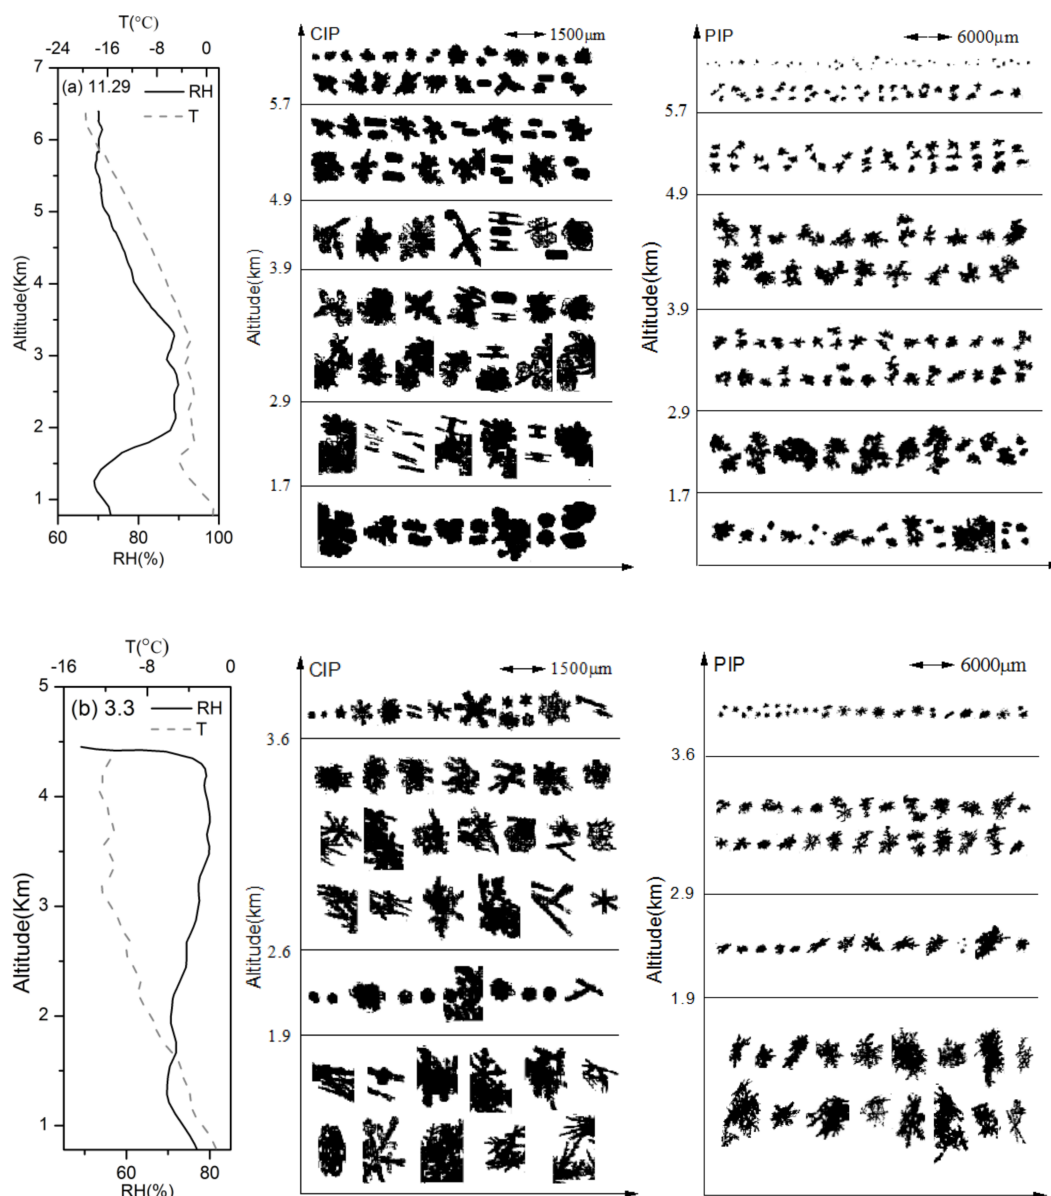 T(°C)
-24 -16 -8 0
7
(a) 11.29
RH
T
6
5
4
3
2
1
Altitude(Km)
60 80 100
RH(%)
CIP
1500μm
5.7
4.9
3.9
2.9
1.7
Altitude(km)
PIP
6000μm
5.7
4.9
3.9
2.9
1.7
Altitude(km)
T(°C)
-16 -8 0
5
(b) 3.3
RH
T
4
3
2
1
Altitude(Km)
60 80
RH(%)
CIP
1500μm
3.6
2.6
1.9
Altitude(km)
PIP
6000μm
3.6
2.9
1.9
Altitude(km)